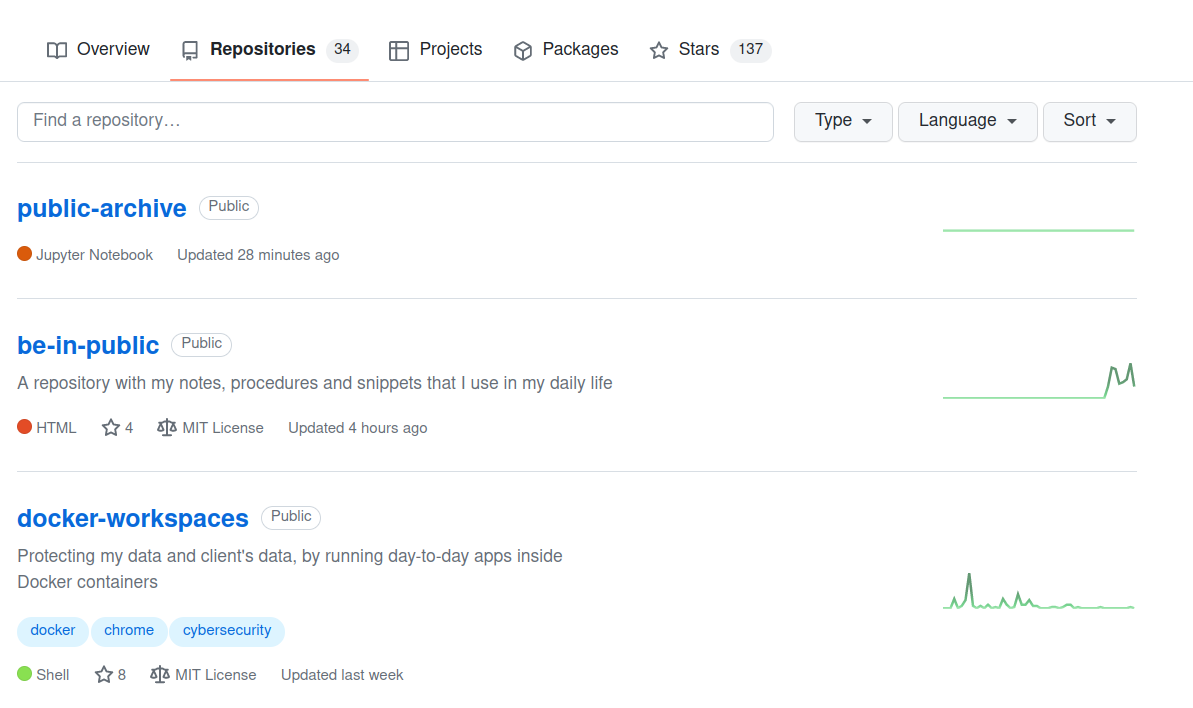 Overview Repositories 34 Projects Packages Stars 137
Find a repository… Type Language Sort
public-archive Public
Jupyter Notebook Updated 28 minutes ago
be-in-public Public
A repository with my notes, procedures and snippets that I use in my daily life
HTML 4 MIT License Updated 4 hours ago
docker-workspaces Public
Protecting my data and client's data, by running day-to-day apps inside
Docker containers
docker chrome cybersecurity
Shell 8 MIT License Updated last week